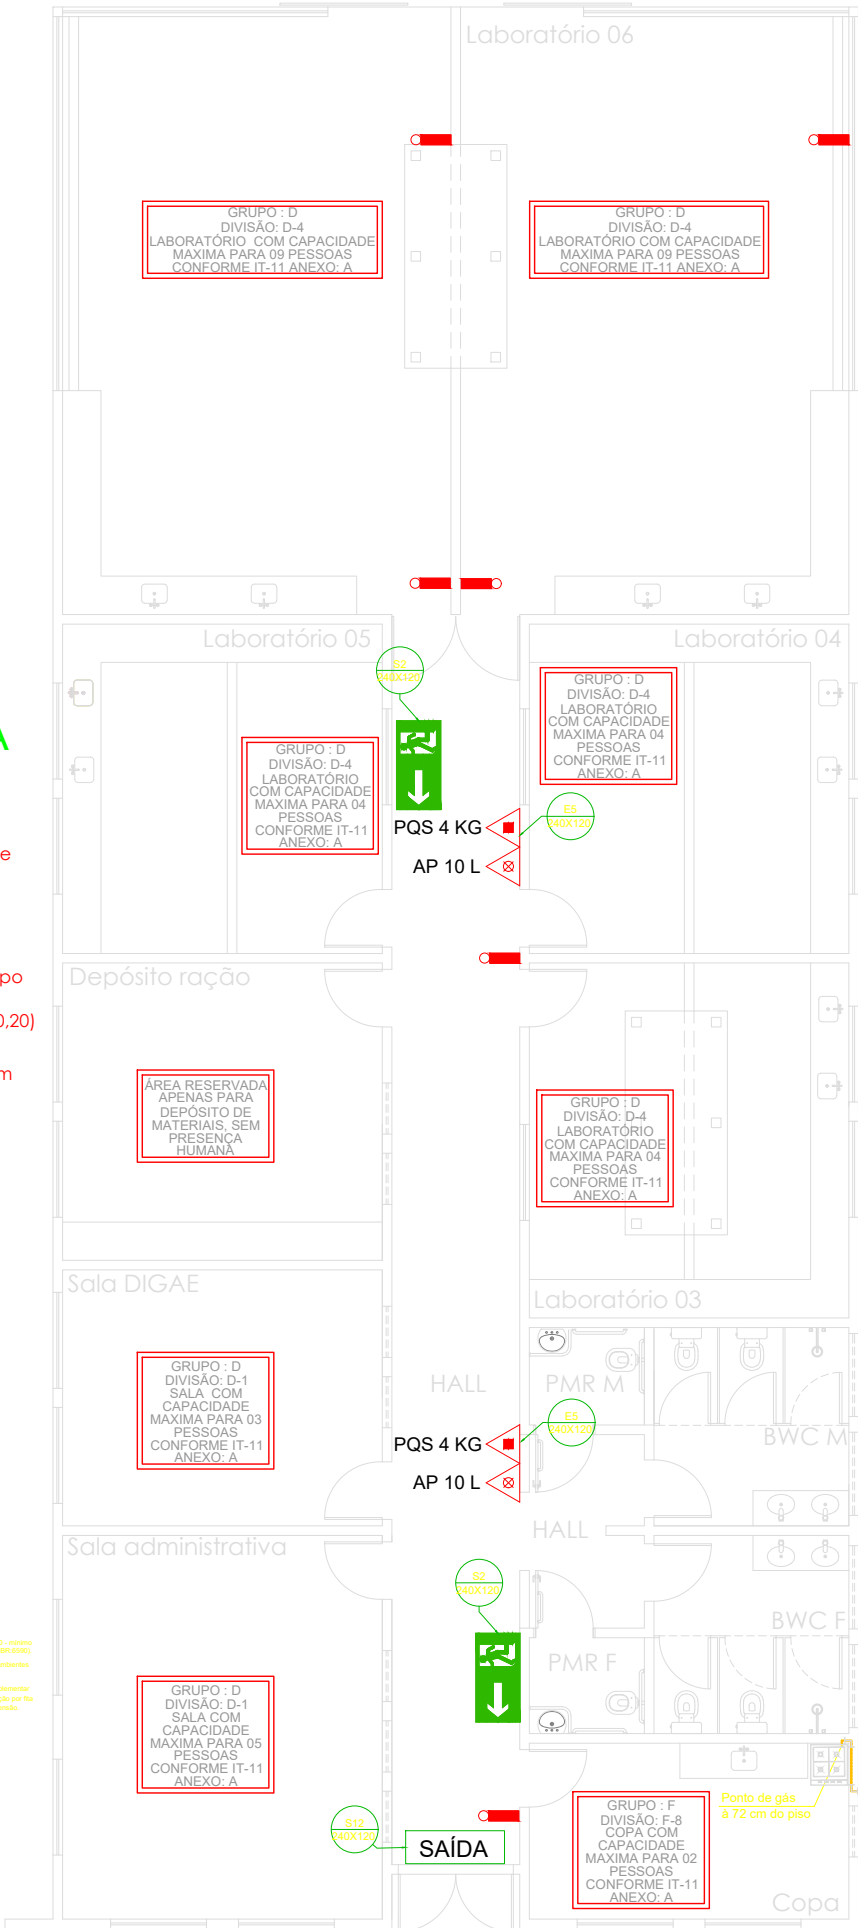 Laboratório 06
GRUPO : D
DIVISÃO: D-4
LABORATÓRIO COM CAPACIDADE
MAXIMA PARA 09 PESSOAS
CONFORME IT-11 ANEXO: A
GRUPO : D
DIVISÃO: D-4
LABORATÓRIO COM CAPACIDADE
MAXIMA PARA 09 PESSOAS
CONFORME IT-11 ANEXO: A
Laboratório 05
Laboratório 04
S2
240X120
GRUPO : D
DIVISÃO: D-4
LABORATÓRIO
COM CAPACIDADE
MAXIMA PARA 04
PESSOAS
CONFORME IT-11
ANEXO: A
GRUPO : D
DIVISÃO: D-4
LABORATÓRIO
COM CAPACIDADE
MAXIMA PARA 04
PESSOAS
CONFORME IT-11
ANEXO: A
A
E5
240X120
PQS 4 KG
AP 10 L
e
po
0,20)
m
Depósito ração
ÁREA RESERVADA
APENAS PARA
DEPÓSITO DE
MATERIAIS, SEM
PRESENÇA
HUMANA
GRUPO : D
DIVISÃO: D-4
LABORATÓRIO
COM CAPACIDADE
MAXIMA PARA 04
PESSOAS
CONFORME IT-11
ANEXO: A
Sala DIGAE
Laboratório 03
GRUPO : D
DIVISÃO: D-1
SALA COM
CAPACIDADE
MAXIMA PARA 03
PESSOAS
CONFORME IT-11
ANEXO: A
HALL
PMR M
BWC M
E5
240X120
PQS 4 KG
AP 10 L
HALL
Sala administrativa
S2
240X120
BWC F
PMR F
GRUPO : D
DIVISÃO: D-1
SALA COM
CAPACIDADE
MAXIMA PARA 05
PESSOAS
CONFORME IT-11
ANEXO: A
Ponto de gás
à 72 cm do piso
S12
240X120
SAÍDA
GRUPO : F
DIVISÃO: F-8
COPA COM
CAPACIDADE
MAXIMA PARA 02
PESSOAS
CONFORME IT-11
ANEXO: A
Copa